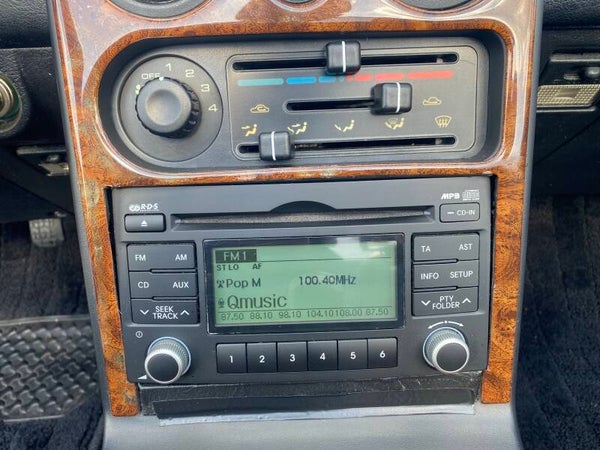 OFF 1 2 3 4
R·D·S
MP3
CD-IN
FM AM
CD AUX
SEEK
TRACK
FM1
ST LO AF
Pop M 100.40MHz
Qmusic
87.50 88.10 98.10 104.10 108.00 87.50
TA AST
INFO SETUP
PTY
FOLDER
1 2 3 4 5 6